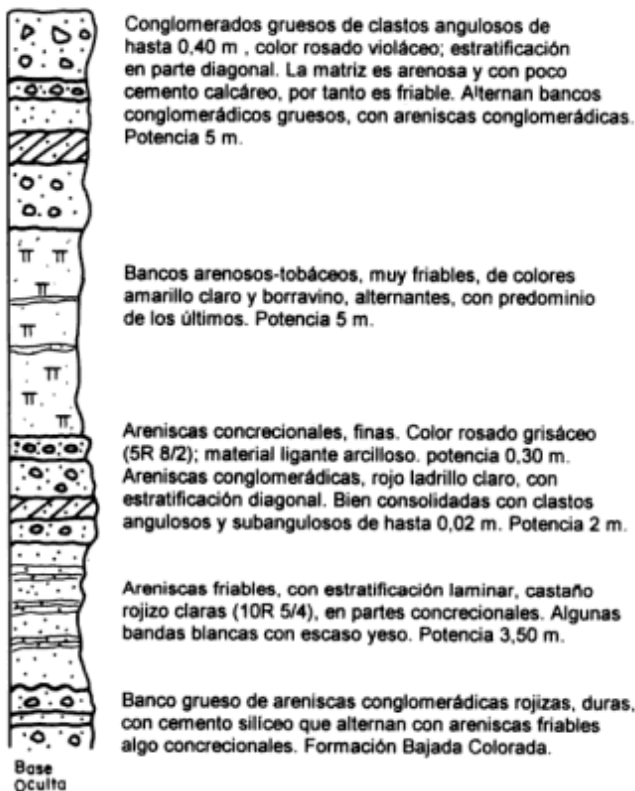 Conglomerados gruesos de clastos angulosos de
hasta 0,40 m , color rosado violáceo; estratificación
en parte diagonal. La matriz es arenosa y con poco
cemento calcáreo, por tanto es friable. Alternan bancos
conglomerádicos gruesos, con areniscas conglomerádicas.
Potencia 5 m.
Bancos arenosos-tobáceos, muy friables, de colores
amarillo claro y borravino, alternantes, con predominio
de los últimos. Potencia 5 m.
Areniscas concrecionales, finas. Color rosado grisáceo
(5R 8/2); material ligante arcilloso. potencia 0,30 m.
Areniscas conglomerádicas, rojo ladrillo claro, con
estratificación diagonal. Bien consolidadas con clastos
angulosos y subangulosos de hasta 0,02 m. Potencia 2 m.
Areniscas friables, con estratificación laminar, castaño
rojizo claras (10R 5/4), en partes concrecionales. Algunas
bandas blancas con escaso yeso. Potencia 3,50 m.
Banco grueso de areniscas conglomerádicas rojizas, duras,
con cemento silíceo que alternan con areniscas friables
algo concrecionales. Formación Bajada Colorada.
Base
Oculta